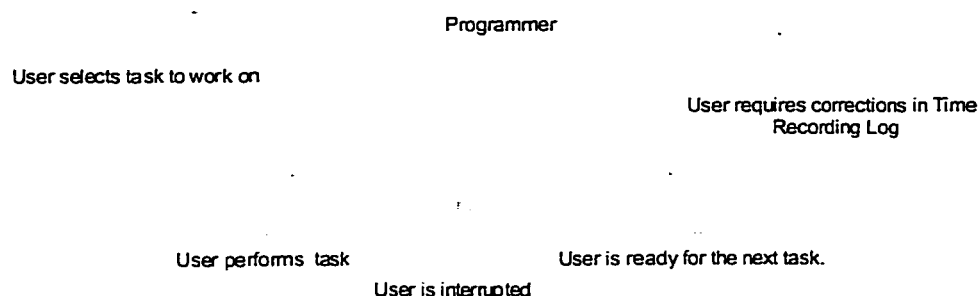 Programmer
User selects task to work on
User requires corrections in Time
Recording Log
User performs task
User is ready for the next task.
User is interrupted